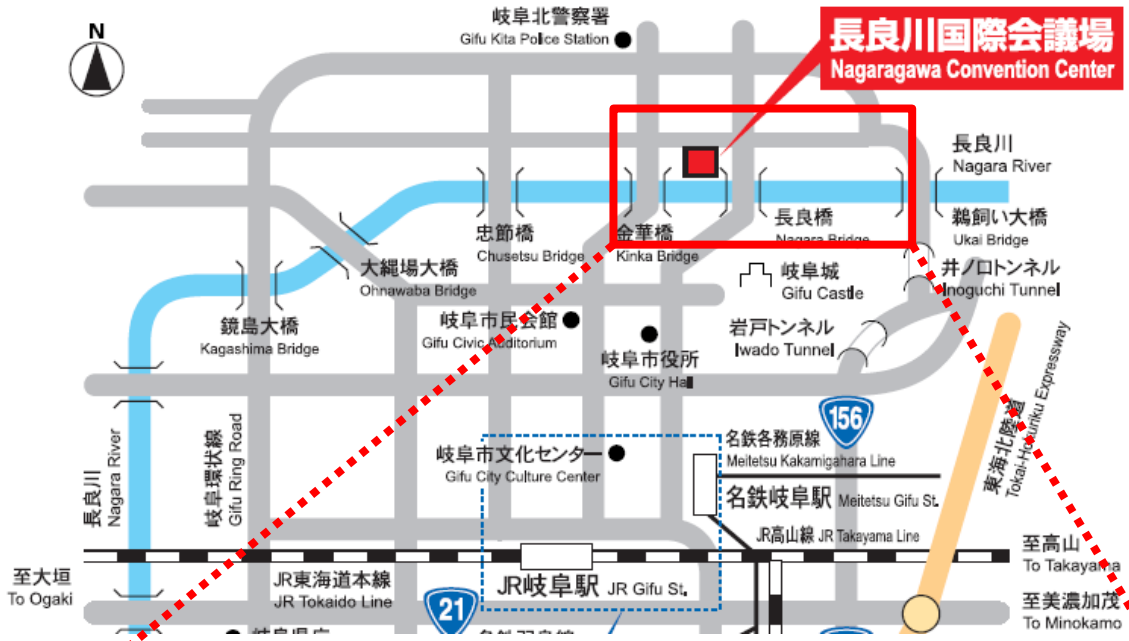 N
岐阜北警察署
Gifu Kita Police Station
長良川国際会議場
Nagaragawa Convention Center
長良川
Nagara River
忠節橋
Chusetsu Bridge
金華橋
Kinka Bridge
長良橋
Nagara Bridge
鵜飼い大橋
Ukai Bridge
大縄場大橋
Ohnawaba Bridge
岐阜城
Gifu Castle
井ノ口トンネル
Inoguchi Tunnel
鏡島大橋
Kagashima Bridge
岐阜市民会館
Gifu Civic Auditorium
岩戸トンネル
Iwado Tunnel
岐阜市役所
Gifu City Hall
156
東海北陸道
Tokai-Hokuriku Expressway
長良川
Nagara River
岐阜環状線
Gifu Ring Road
岐阜市文化センター
Gifu City Culture Center
名鉄各務原線
Meitetsu Kakamigahara Line
名鉄岐阜駅 Meitetsu Gifu St.
JR高山線 JR Takayama Line
至高山
To Takayama
至大垣
To Ogaki
JR東海道本線
JR Tokaido Line
JR岐阜駅 JR Gifu St.
至美濃加茂
To Minokamo
21